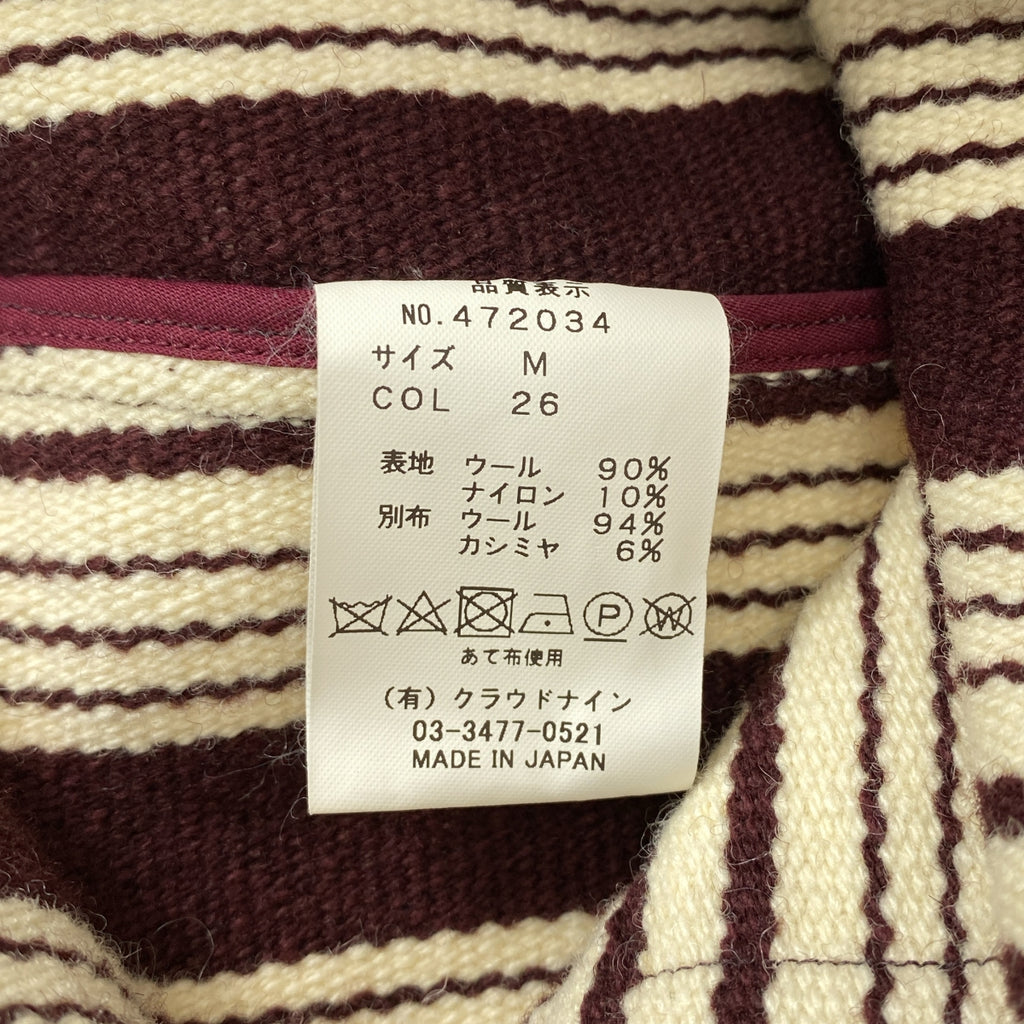 品質表示
NO.472034
サイズ M
COL 26
表地 ウール 90%
ナイロン 10%
別布 ウール 94%
カシミヤ 6%
P W
あて布使用
(有)クラウドナイン
03-3477-0521
MADE IN JAPAN